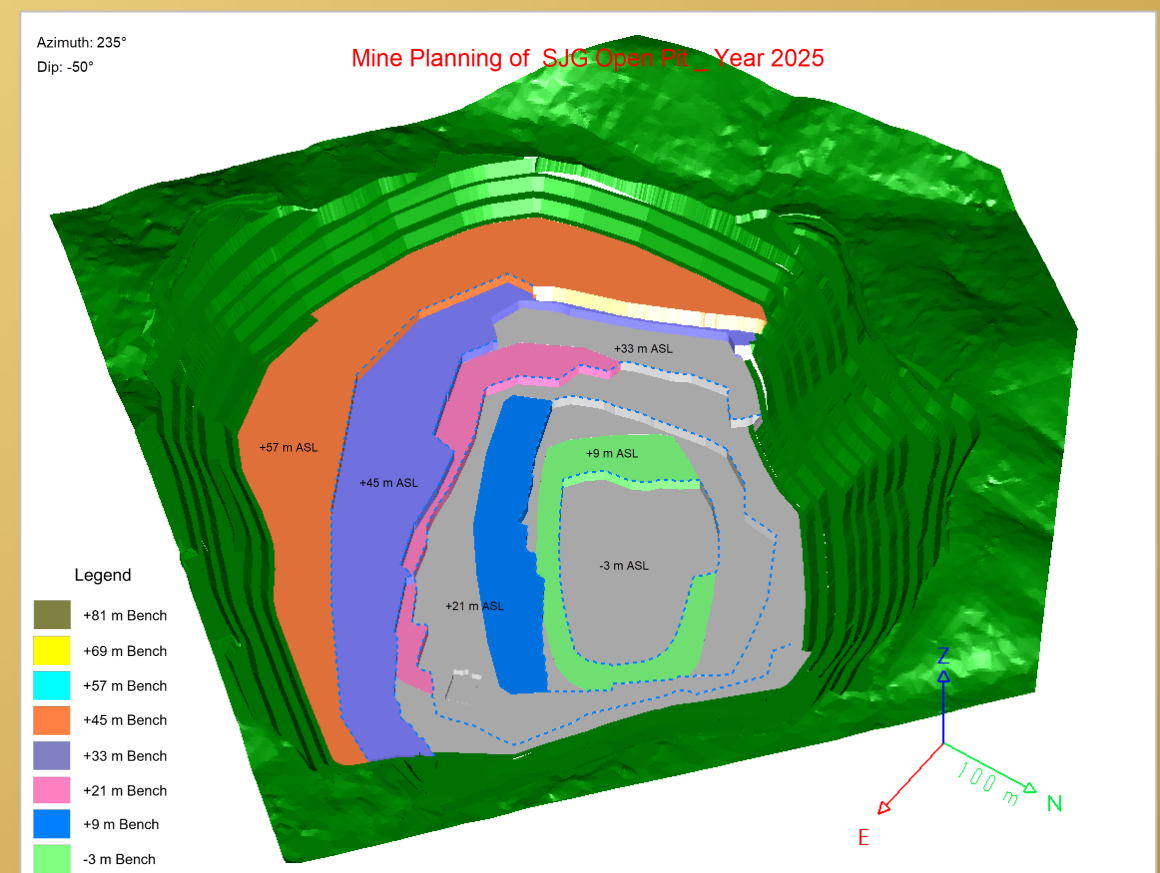 Azimuth: 235°
Dip: -50°
Mine Planning of SJG Open Pit _ Year 2025
+33 m ASL
+57 m ASL
+9 m ASL
+45 m ASL
-3 m ASL
+21 m ASL
Legend
+81 m Bench
+69 m Bench
+57 m Bench
+45 m Bench
+33 m Bench
+21 m Bench
+9 m Bench
-3 m Bench
Z
100 m
N
E